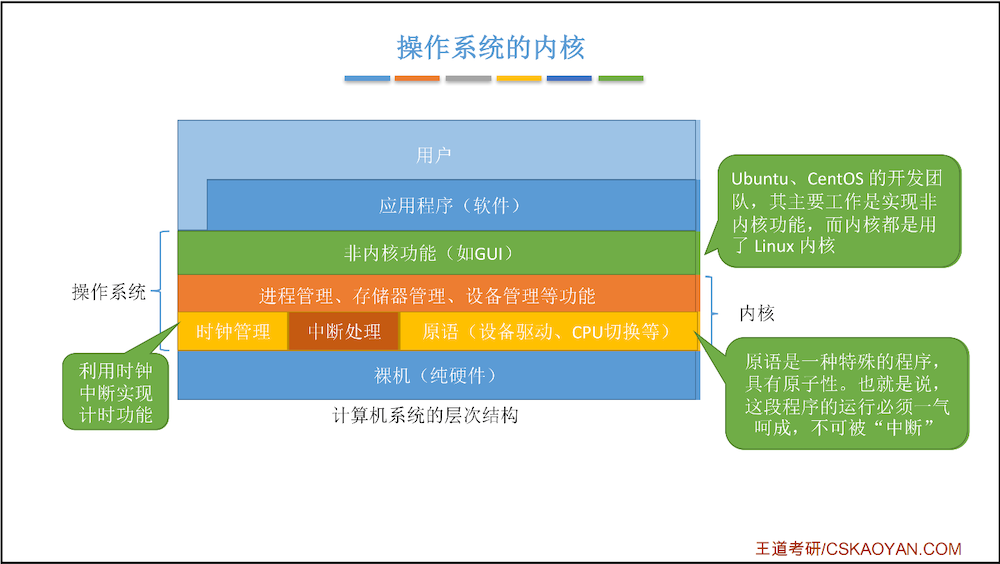 操作系统的内核
用户
应用程序（软件）
非内核功能（如GUI）
进程管理、存储器管理、设备管理等功能
时钟管理
中断处理
原语（设备驱动、CPU切换等）
裸机（纯硬件）
计算机系统的层次结构
操作系统
内核
利用时钟
中断实现
计时功能
Ubuntu、CentOS 的开发团
队，其主要工作是实现非
内核功能，而内核都是用
了 Linux 内核
原语是一种特殊的程序，
具有原子性。也就是说，
这段程序的运行必须一气
呵成，不可被“中断”
王道考研/CSKAOYAN.COM